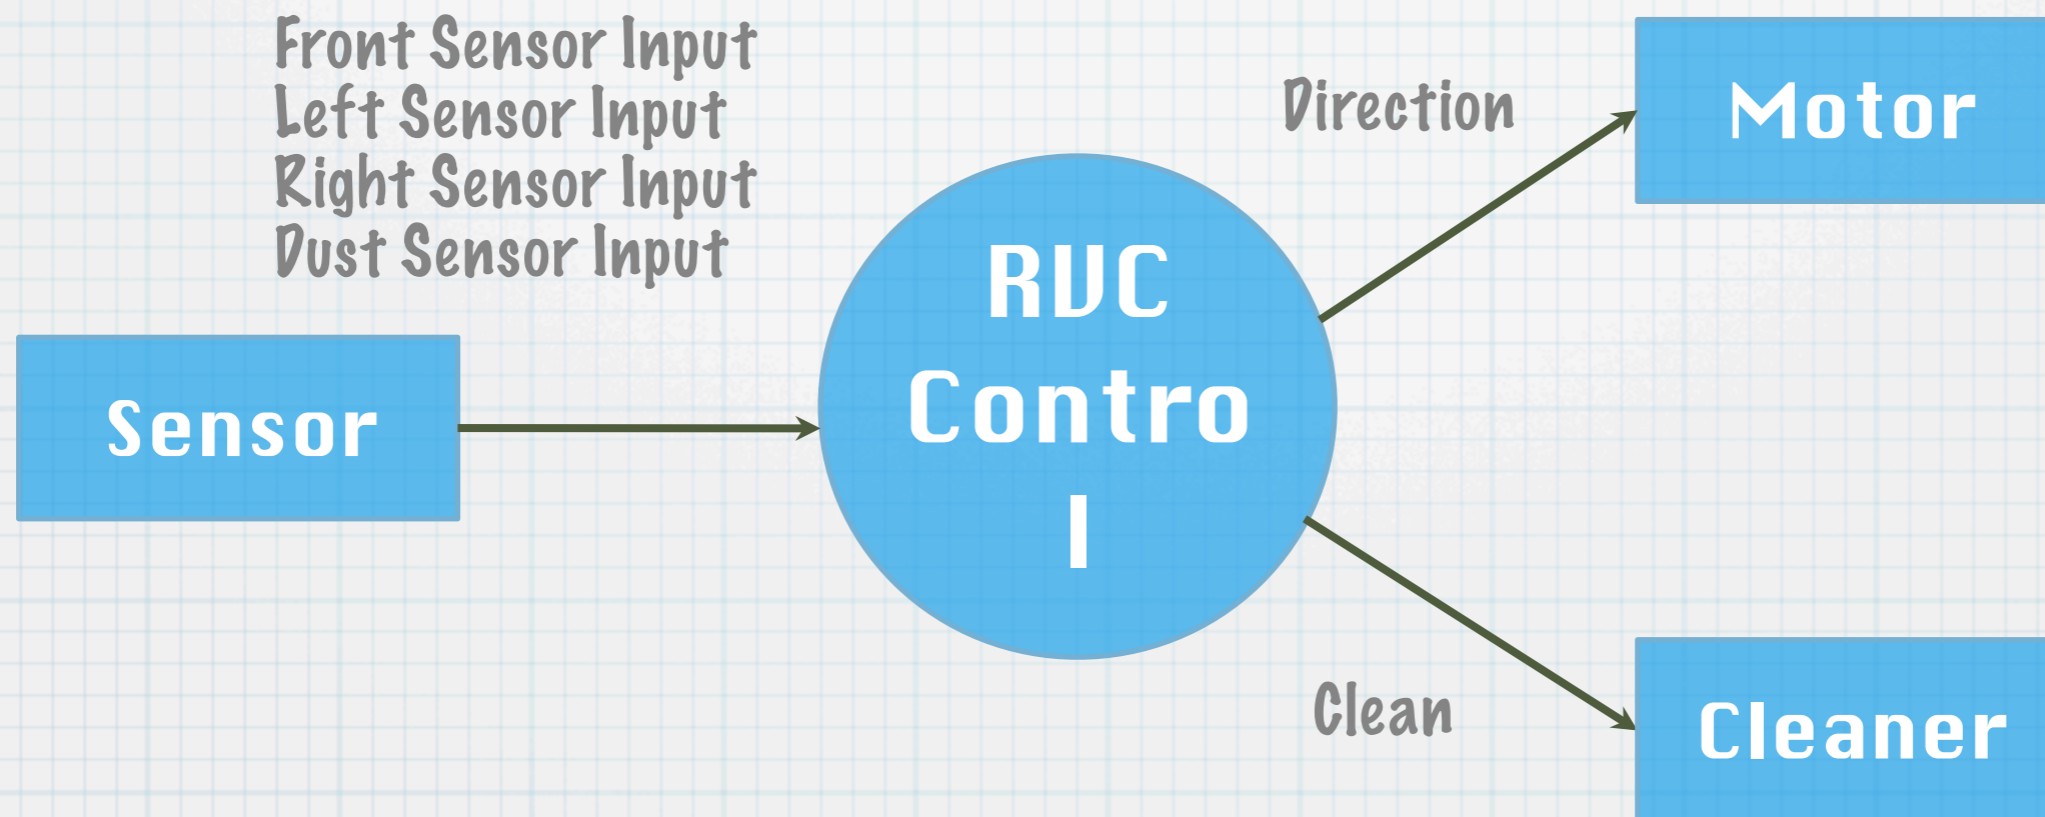 Front Sensor Input
Left Sensor Input
Right Sensor Input
Dust Sensor Input
Direction
Motor
Sensor
RVC
Contro
l
Clean
Cleaner